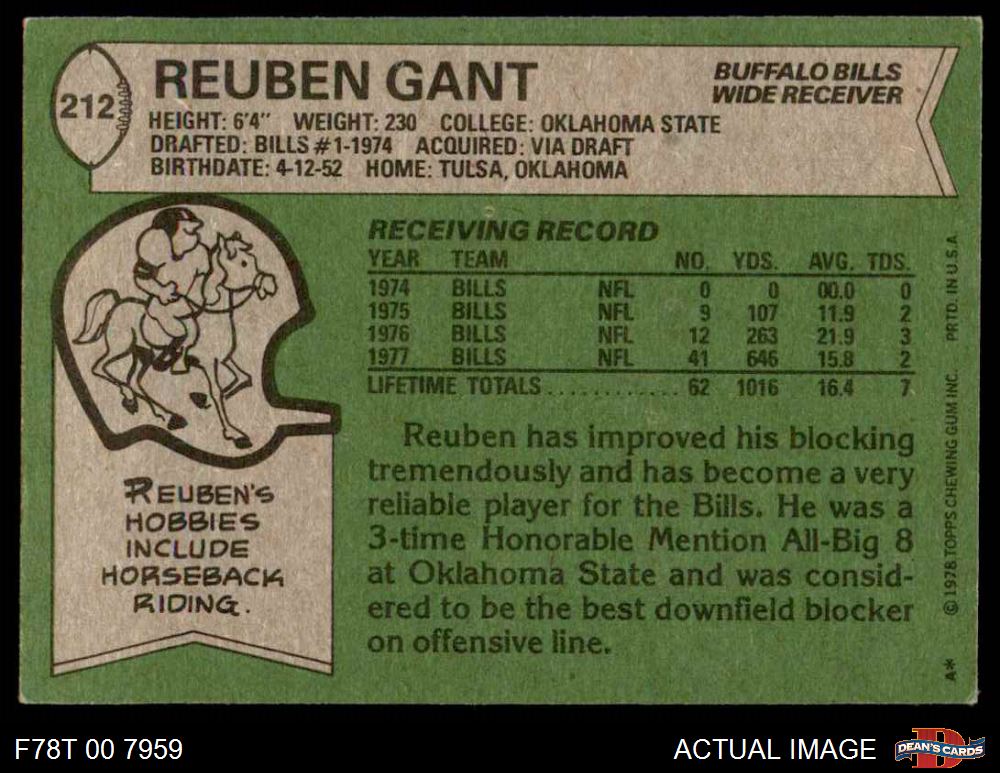 212
REUBEN GANT
BUFFALO BILLS
WIDE RECEIVER
HEIGHT: 6'4" WEIGHT: 230 COLLEGE: OKLAHOMA STATE
DRAFTED: BILLS #1-1974 ACQUIRED: VIA DRAFT
BIRTHDATE: 4-12-52 HOME: TULSA, OKLAHOMA
RECEIVING RECORD
YEAR TEAM NO. YDS. AVG. TDS.
1974 BILLS NFL 0 0 00.0 0
1975 BILLS NFL 9 107 11.9 2
1976 BILLS NFL 12 263 21.9 3
1977 BILLS NFL 41 646 15.8 2
LIFETIME TOTALS ............ 62 1016 16.4 7
Reuben has improved his blocking
tremendously and has become a very
reliable player for the Bills. He was a
3-time Honorable Mention All-Big 8
at Oklahoma State and was consid-
ered to be the best downfield blocker
on offensive line.
REUBEN'S
HOBBIES
INCLUDE
HORSEBACK
RIDING.
A* © 1978 TOPPS CHEWING GUM INC. PRTD. IN U.S.A.
F78T 00 7959
ACTUAL IMAGE
D
DEAN'S CARDS